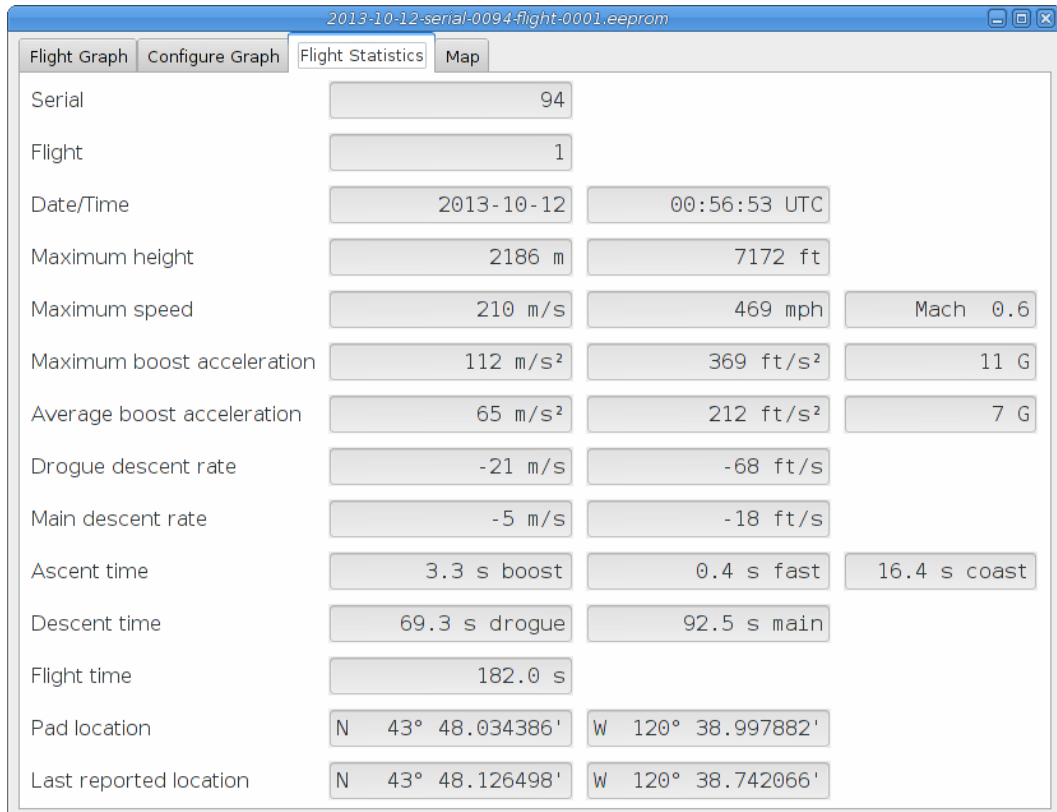 2013-10-12-serial-0094-flight-0001.eeprom
Flight Graph Configure Graph Flight Statistics Map
Serial 94
Flight 1
Date/Time 2013-10-12 00:56:53 UTC
Maximum height 2186 m 7172 ft
Maximum speed 210 m/s 469 mph Mach 0.6
Maximum boost acceleration 112 m/s² 369 ft/s² 11 G
Average boost acceleration 65 m/s² 212 ft/s² 7 G
Drogue descent rate -21 m/s -68 ft/s
Main descent rate -5 m/s -18 ft/s
Ascent time 3.3 s boost 0.4 s fast 16.4 s coast
Descent time 69.3 s drogue 92.5 s main
Flight time 182.0 s
Pad location N 43° 48.034386' W 120° 38.997882'
Last reported location N 43° 48.126498' W 120° 38.742066'